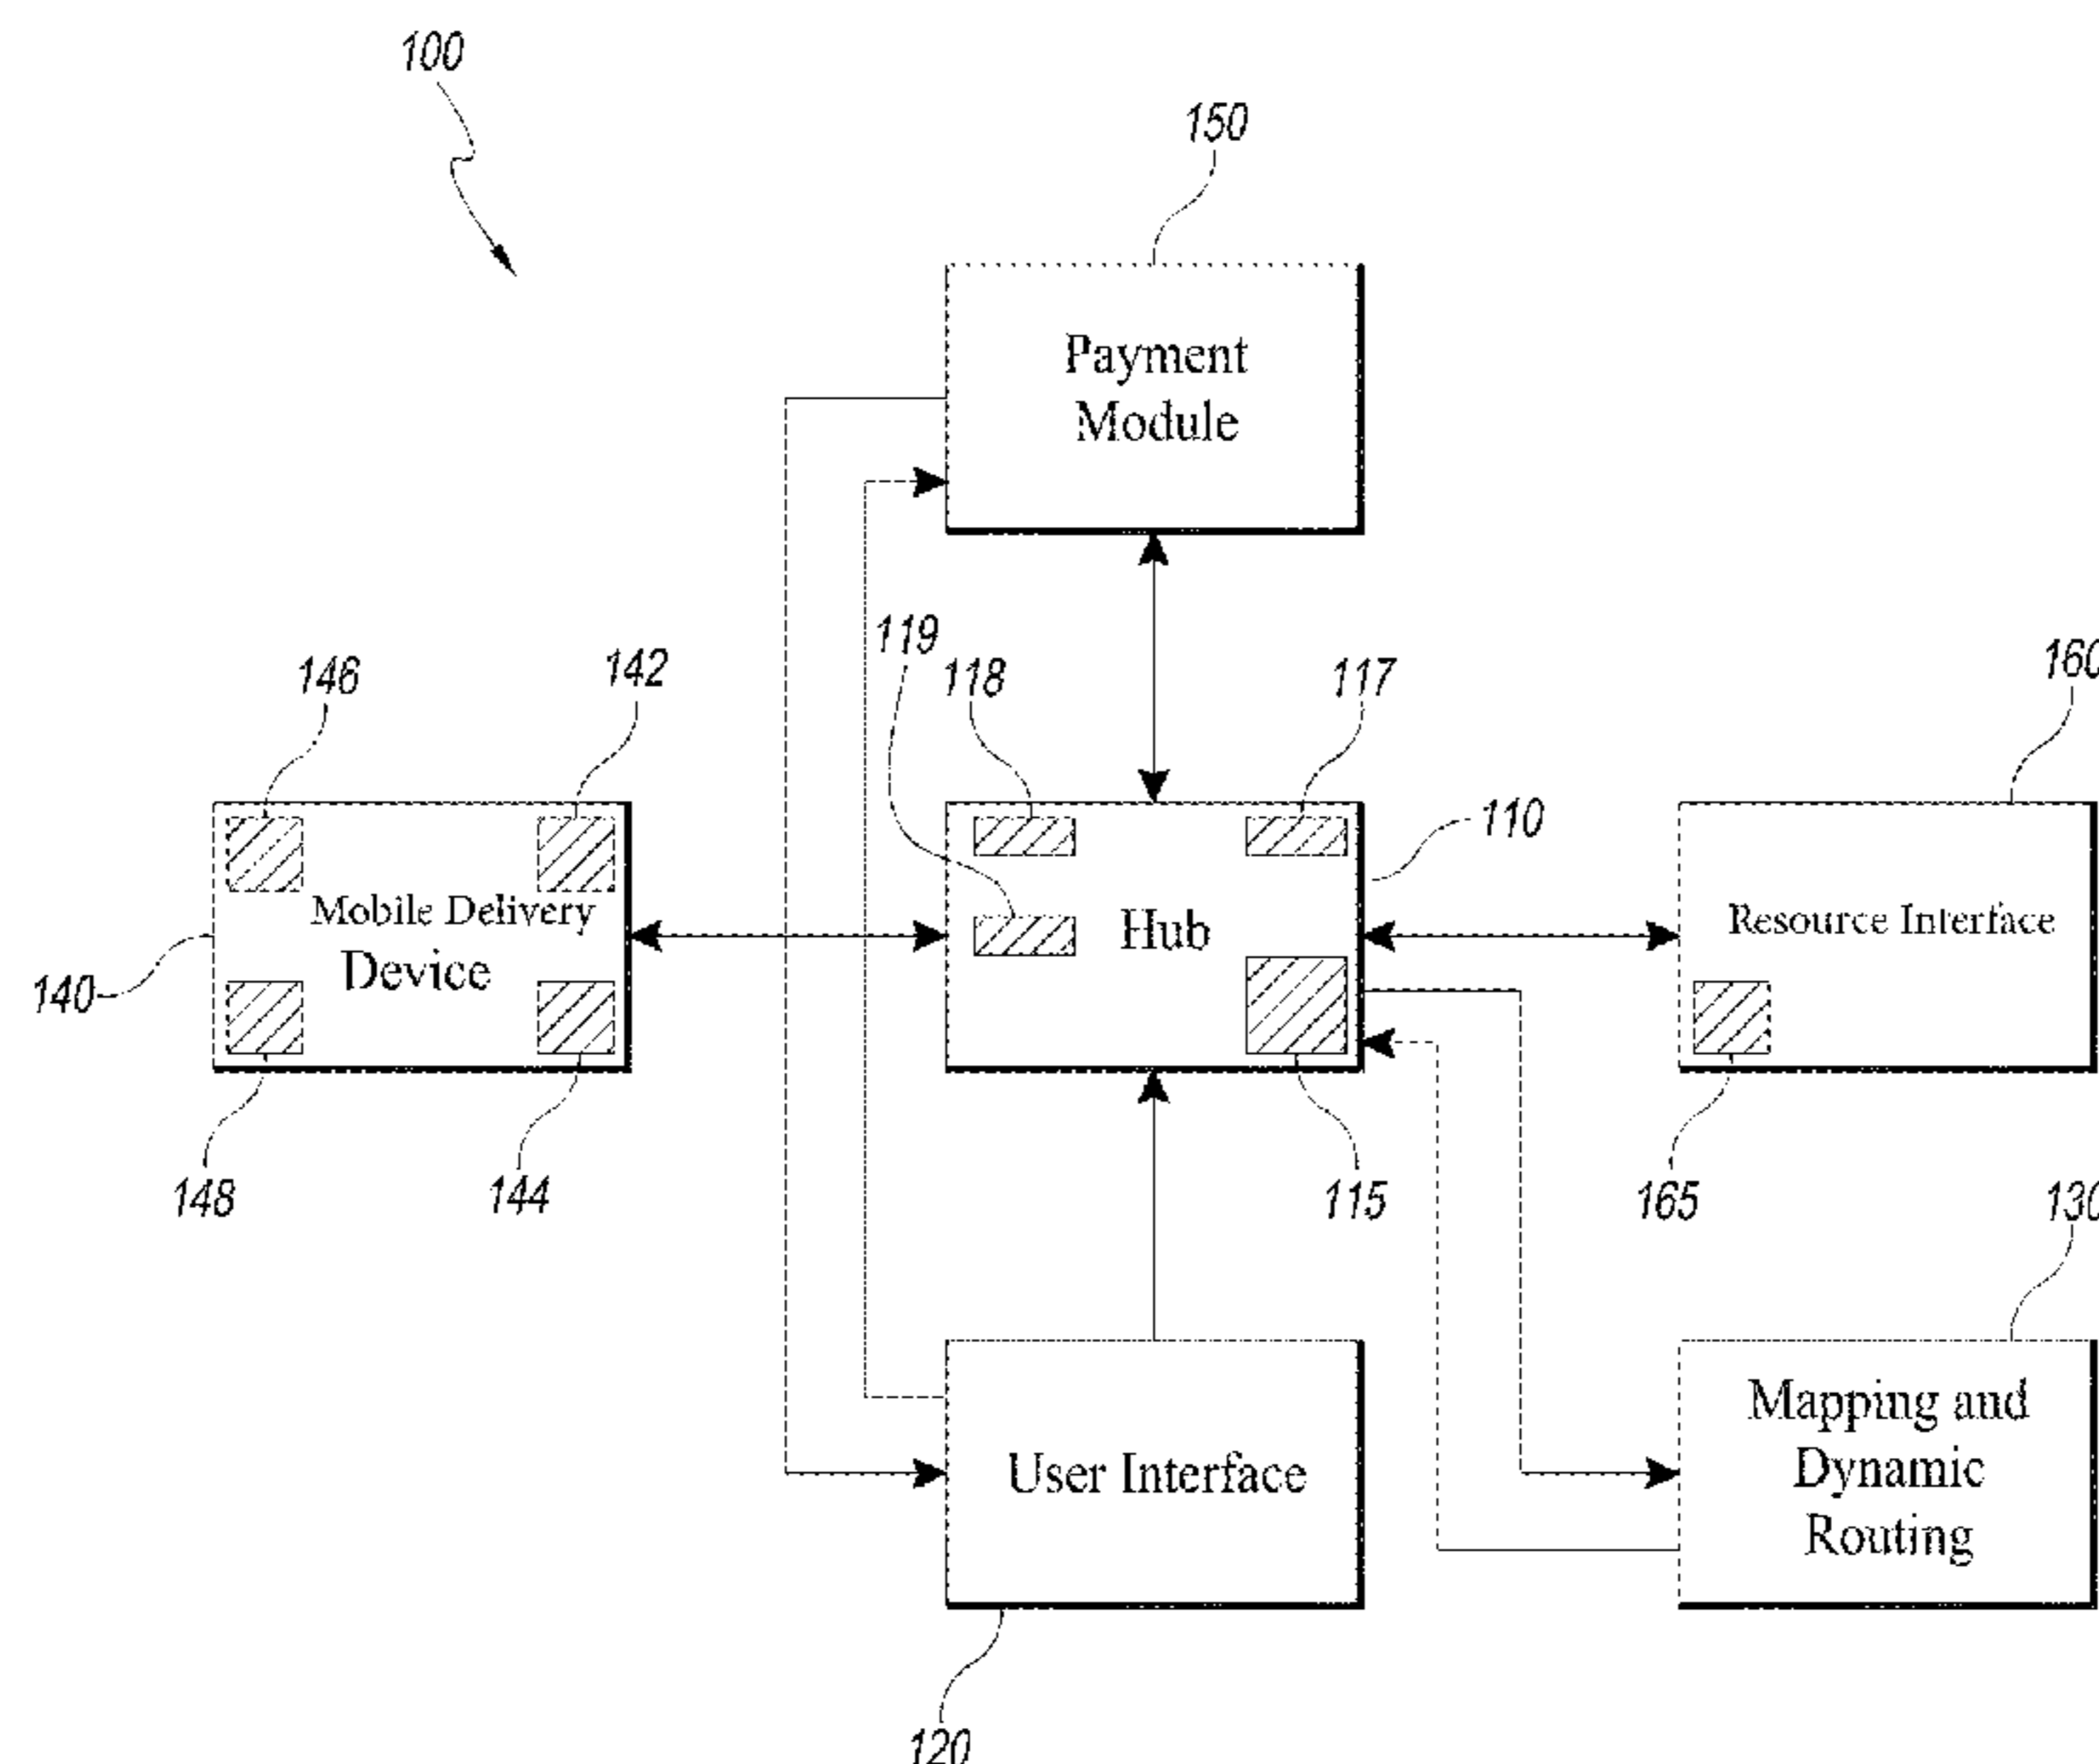 100
150
Payment
Module
119
118
117
146
142
160
110
Mobile Delivery
Device
Hub
Resource Interface
140
148
144
115
165
130
User Interface
Mapping and
Dynamic
Routing
120